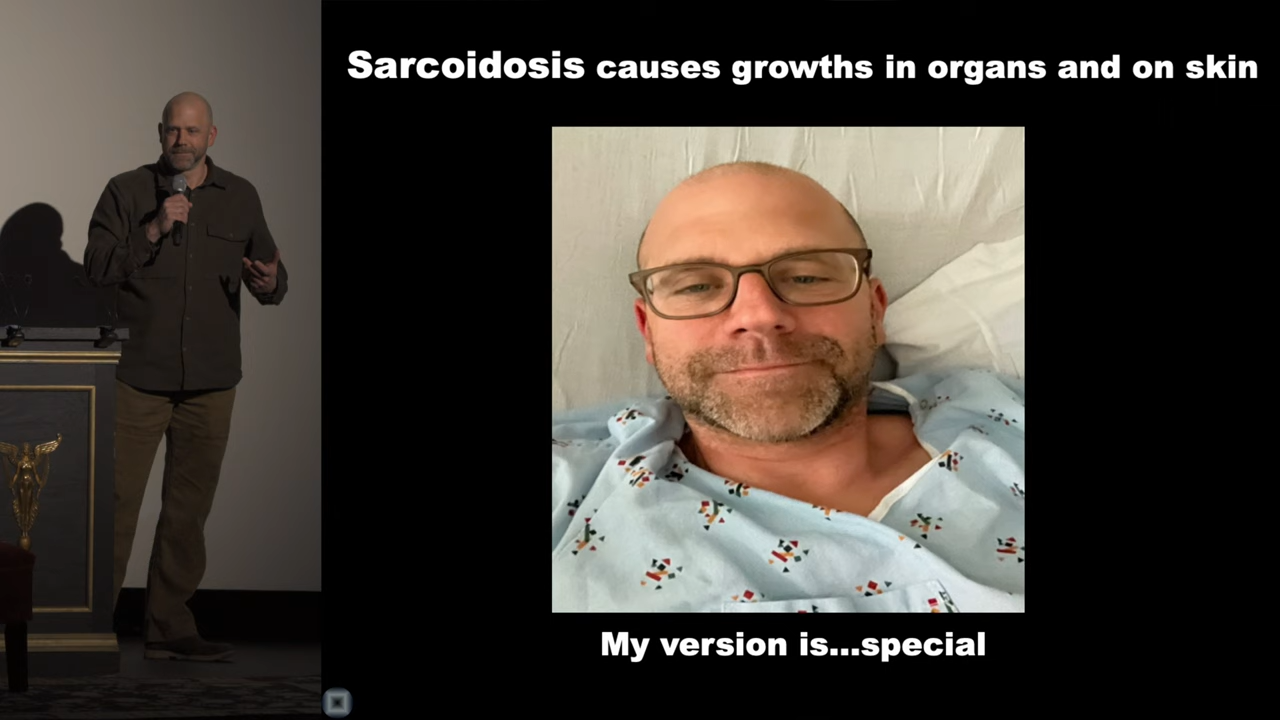 Sarcoidosis causes growths in organs and on skin
My version is...special